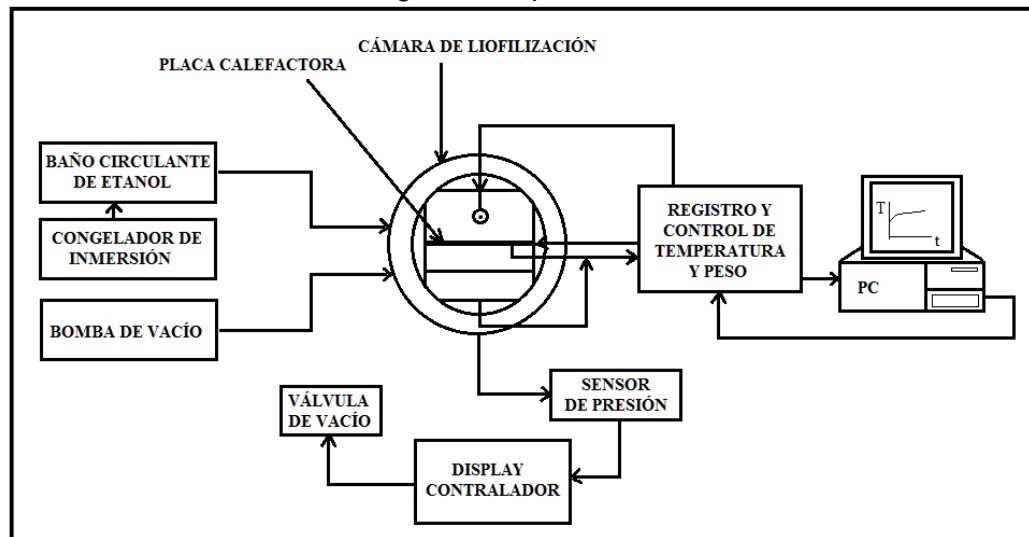 CÁMARA DE LIOFILIZACIÓN
PLACA CALEFACTORA
BAÑO CIRCULANTE
DE ETANOL
CONGELADOR DE
INMERSIÓN
BOMBA DE VACÍO
REGISTRO Y
CONTROL DE
TEMPERATURA
Y PESO
T
t
PC
SENSOR
DE PRESIÓN
VÁLVULA
DE VACÍO
DISPLAY
CONTRALADOR